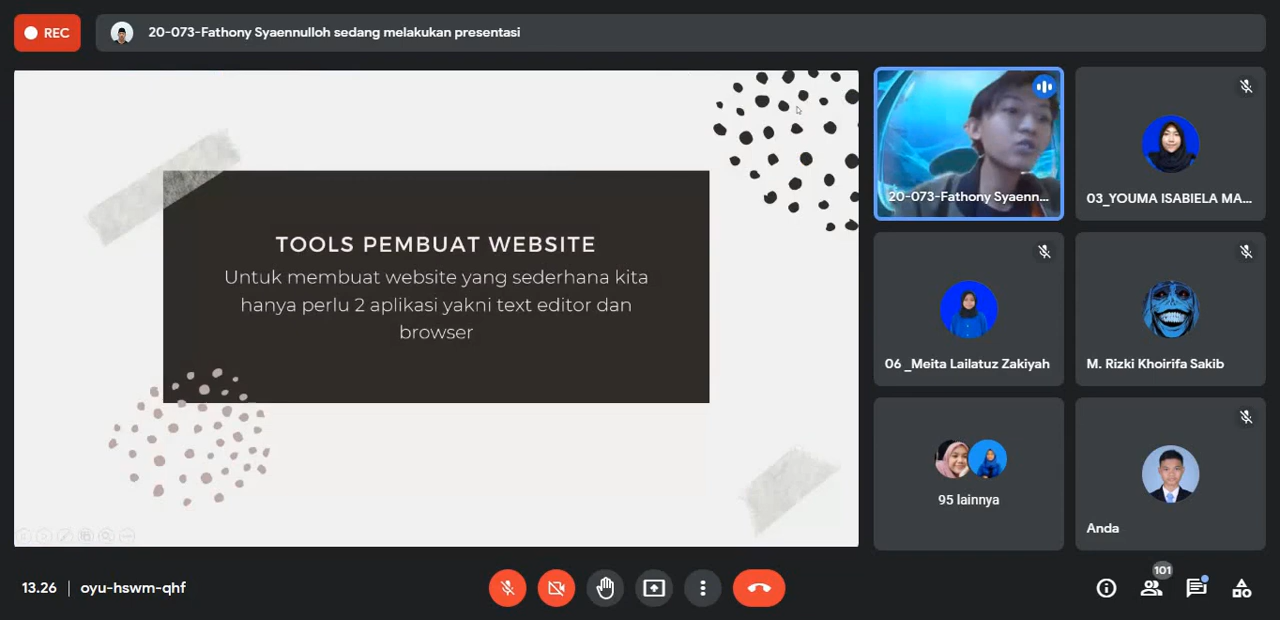 REC
20-073-Fathony Syaennulloh sedang melakukan presentasi
TOOLS PEMBUAT WEBSITE
Untuk membuat website yang sederhana kita
hanya perlu 2 aplikasi yakni text editor dan
browser
20-073-Fathony Syaenn...
03_YOUMA ISABIELA MA...
06 _Meita Lailatuz Zakiyah
M. Rizki Khoirifa Sakib
95 lainnya
Anda
13.26
oyu-hswm-qhf
101